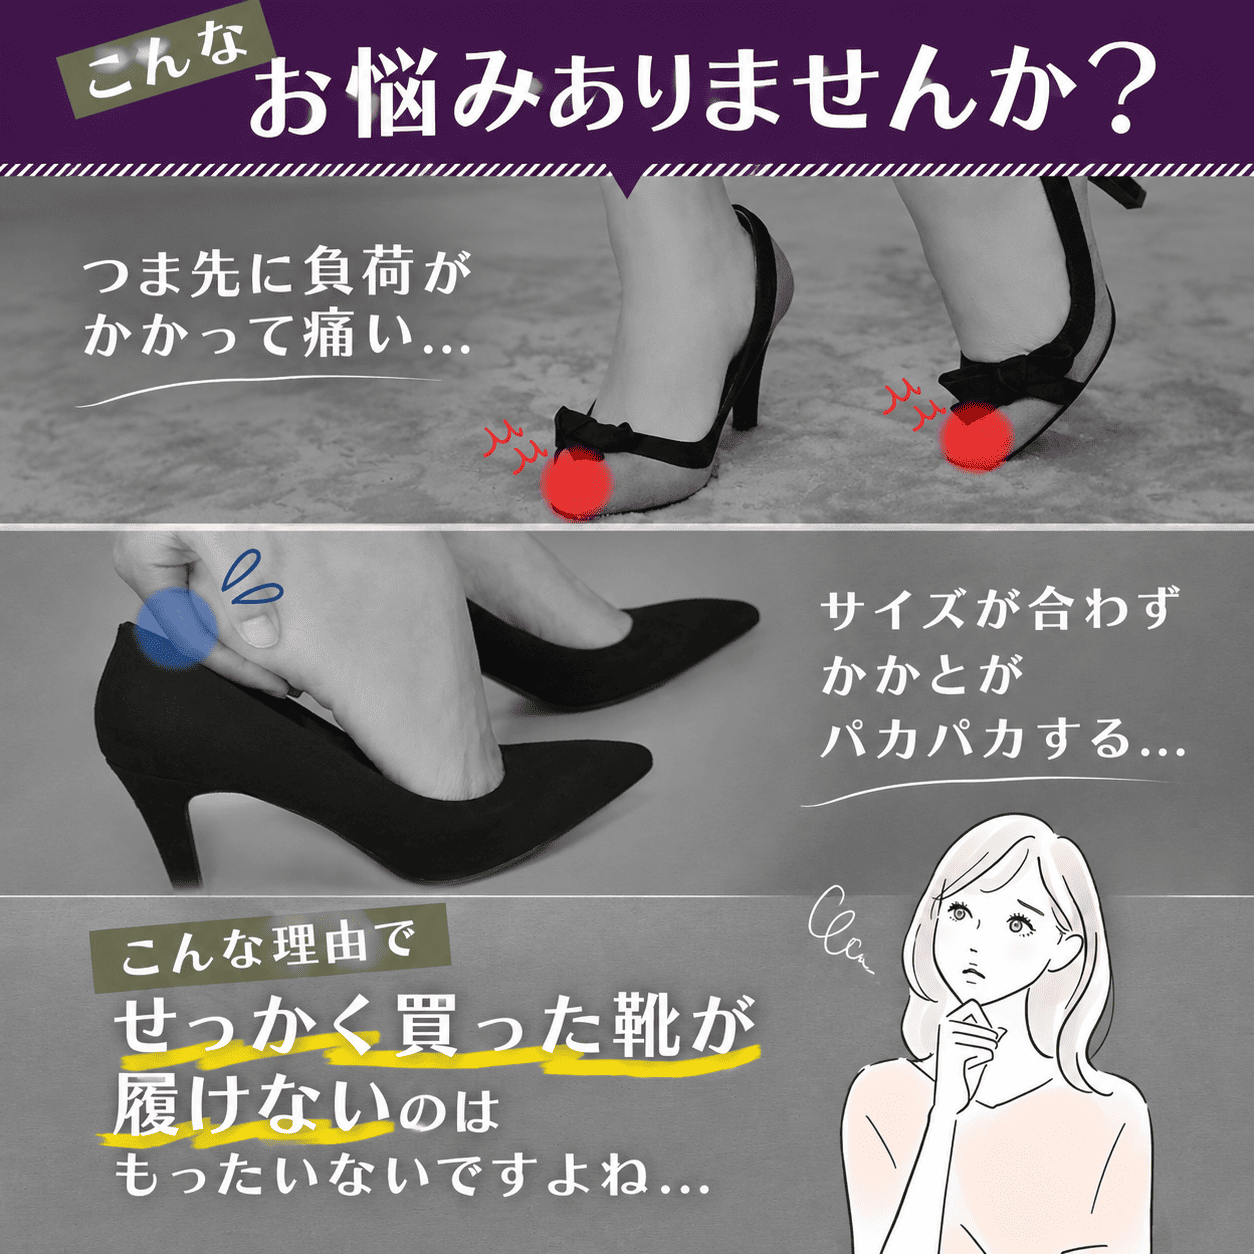 こんな
お悩みありませんか？
つま先に負荷が
かかって痛い…
サイズが合わず
かかとが
パカパカする…
こんな理由で
せっかく買った靴が
履けないのは
もったいないですよね…